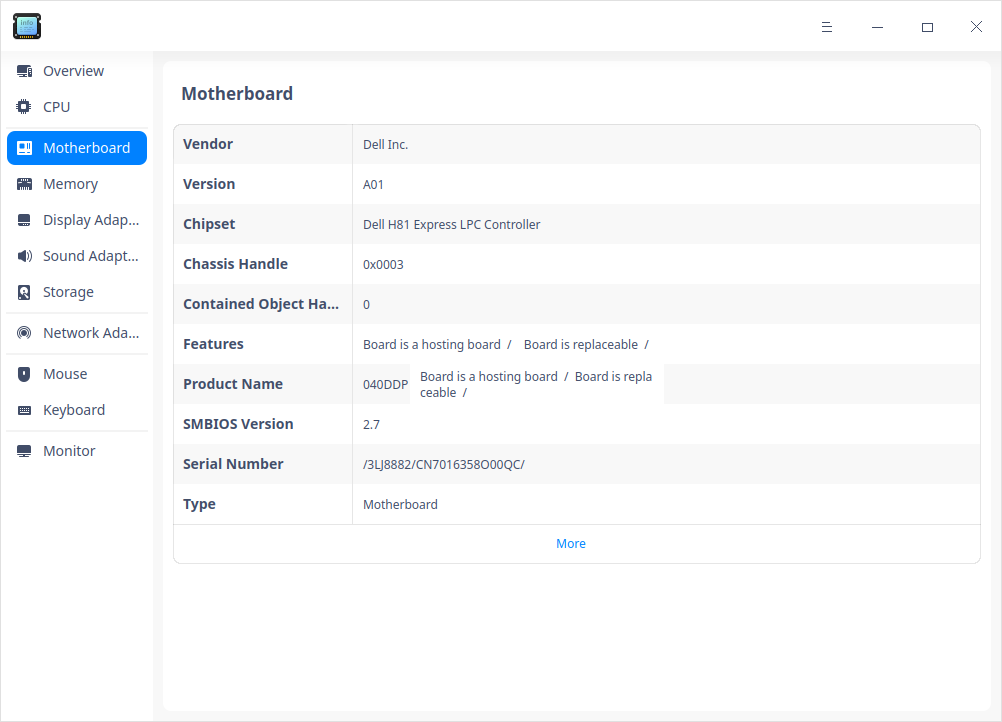 info
Overview
CPU
Motherboard
Memory
Display Adap...
Sound Adapt...
Storage
Network Ada...
Mouse
Keyboard
Monitor
Motherboard
Vendor Dell Inc.
Version A01
Chipset Dell H81 Express LPC Controller
Chassis Handle 0x0003
Contained Object Ha... 0
Features Board is a hosting board / Board is replaceable /
Product Name 040DDP
Board is a hosting board / Board is repla
ceable /
SMBIOS Version 2.7
Serial Number /3LJ8882/CN7016358O00QC/
Type Motherboard
More